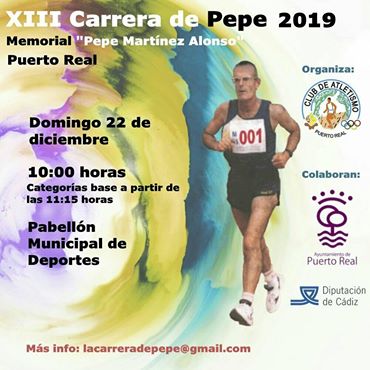 XIII Carrera de Pepe 2019
Memorial "Pepe Martínez Alonso"
Puerto Real
Organiza:
CLUB DE ATLETISMO
PUERTO REAL
Domingo 22 de
diciembre
001
10:00 horas
Categorías base a partir de
las 11:15 horas
Colaboran:
Ayuntamiento de
Puerto Real
Pabellón
Municipal de
Deportes
Diputación
de Cádiz
Más info: lacarreradepepe@gmail.com